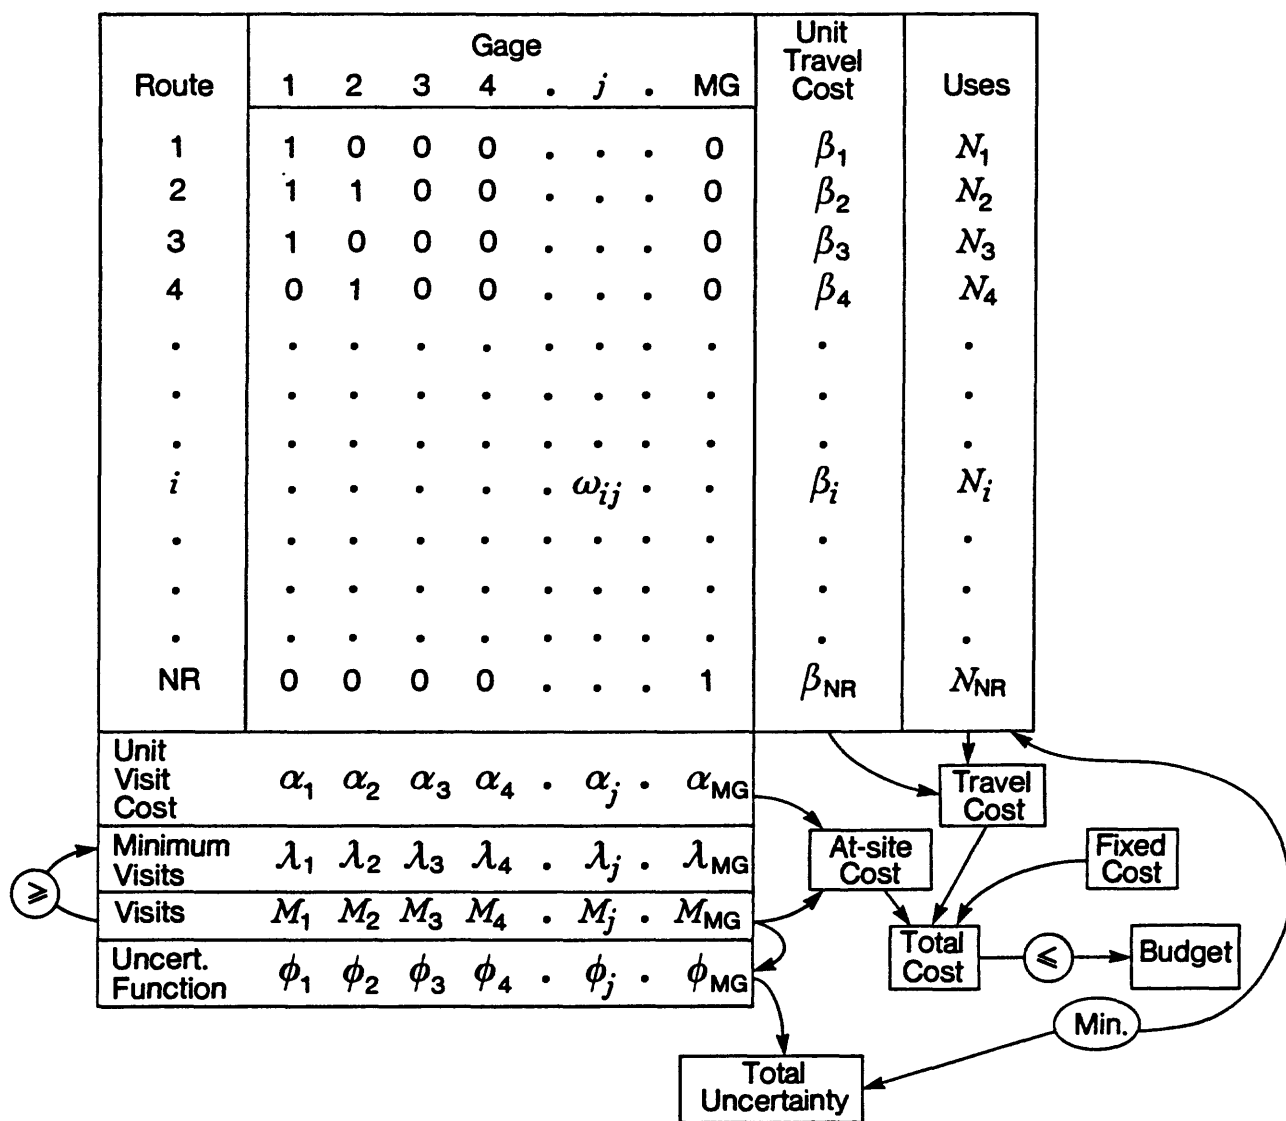 Route Gage Unit Travel Cost Uses
1 2 3 4 . j . MG
1 1 0 0 0 . . . 0 β₁ N₁
2 1 1 0 0 . . . 0 β₂ N₂
3 1 0 0 0 . . . 0 β₃ N₃
4 0 1 0 0 . . . 0 β₄ N₄
. . . . . . . . . . .
. . . . . . . . . . .
. . . . . . . . . . .
i . . . . . ωij . . βi Ni
. . . . . . . . . . .
. . . . . . . . . . .
. . . . . . . . . . .
NR 0 0 0 0 . . . 1 βNR NNR
Unit Visit Cost α₁ α₂ α₃ α₄ . αj . αMG
Minimum Visits λ₁ λ₂ λ₃ λ₄ . λj . λMG
Visits M₁ M₂ M₃ M₄ . Mj . MMG
Uncert. Function ϕ₁ ϕ₂ ϕ₃ ϕ₄ . ϕj . ϕMG
⩾
Travel
Cost
At-site
Cost
Fixed
Cost
Total
Cost
⩽
Budget
Min.
Total
Uncertainty